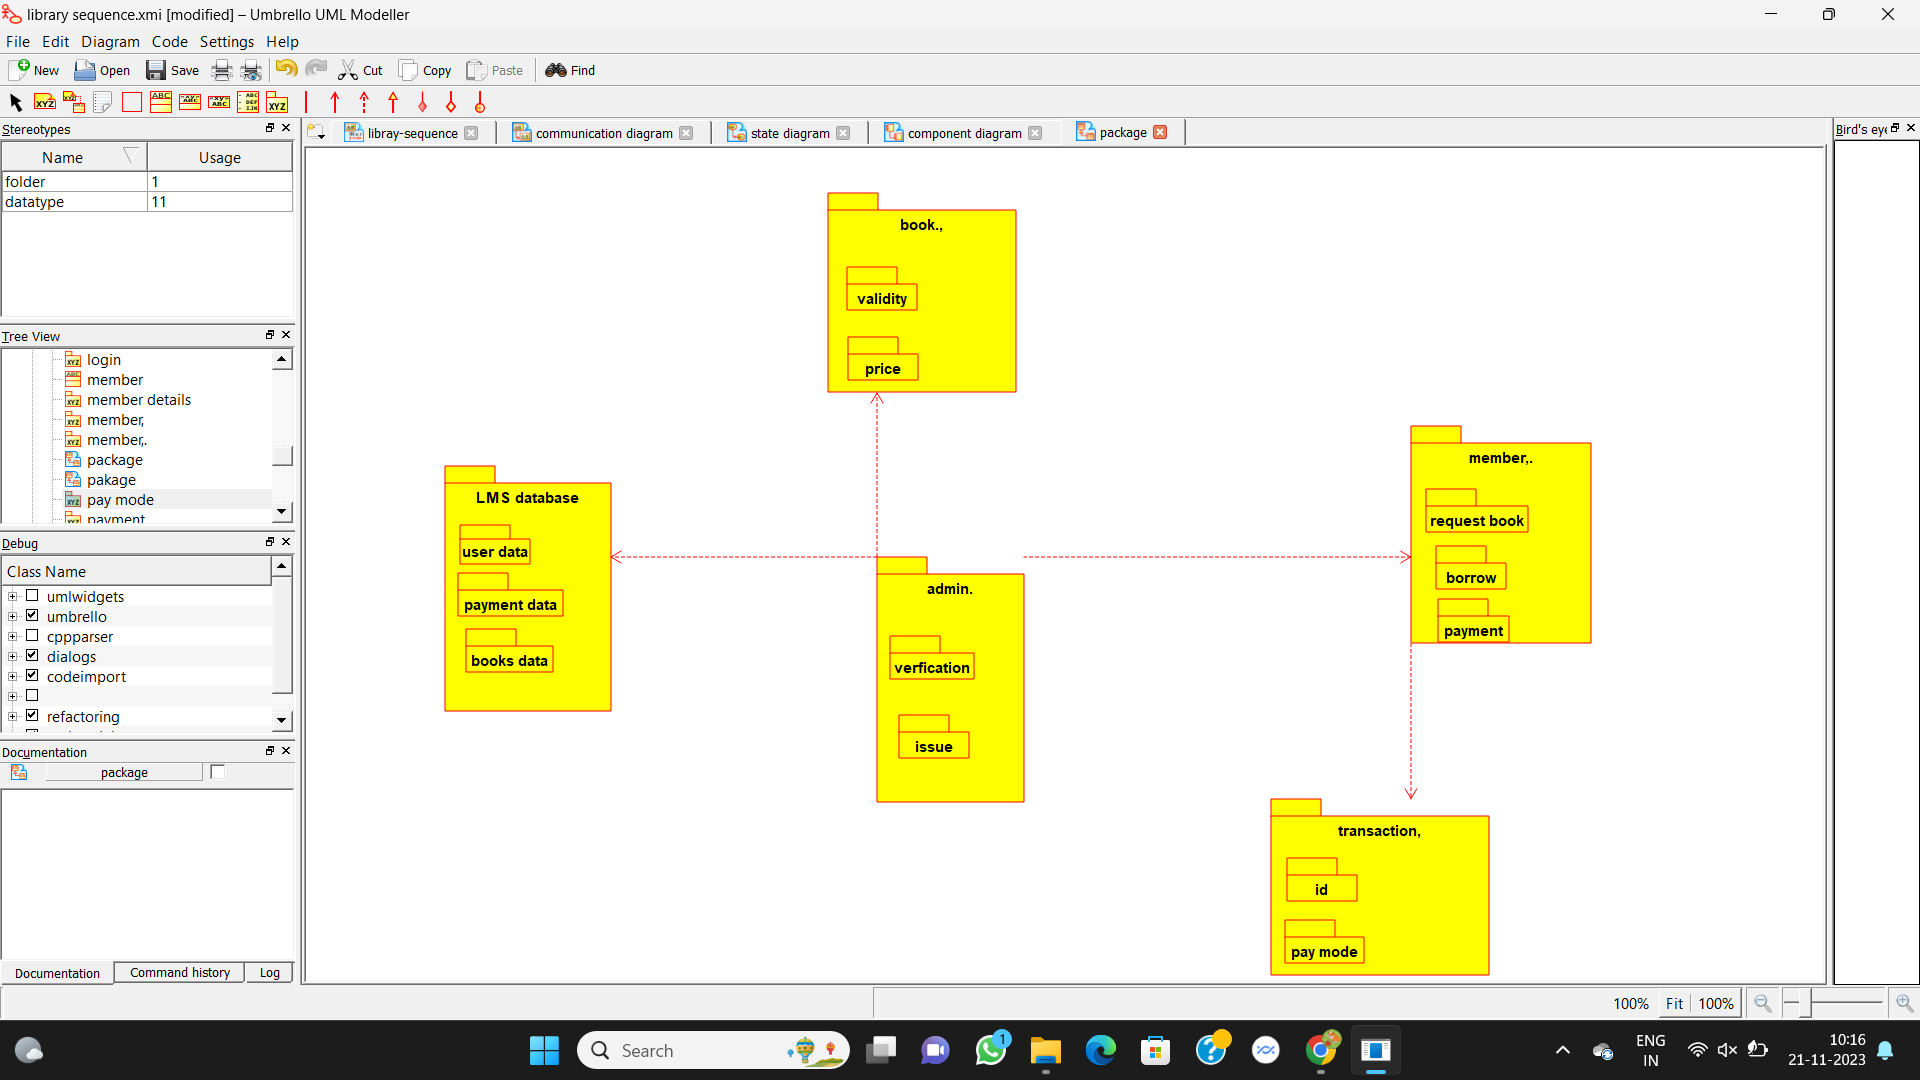 library sequence.xmi [modified] – Umbrello UML Modeller
File Edit Diagram Code Settings Help
New Open Save Cut Copy Paste Find
Stereotypes
Name Usage
folder 1
datatype 11
Tree View
login
member
member details
member,
member,.
package
pakage
pay mode
payment
Debug
Class Name
umlwidgets
umbrello
cppparser
dialogs
codeimport
refactoring
Documentation
package
Documentation Command history Log
libray-sequence communication diagram state diagram component diagram package
Bird's eye
book.,
validity
price
LMS database
user data
payment data
books data
admin.
verfication
issue
member,.
request book
borrow
payment
transaction,
id
pay mode
100% Fit 100%
Search
1
ENG
IN
10:16
21-11-2023